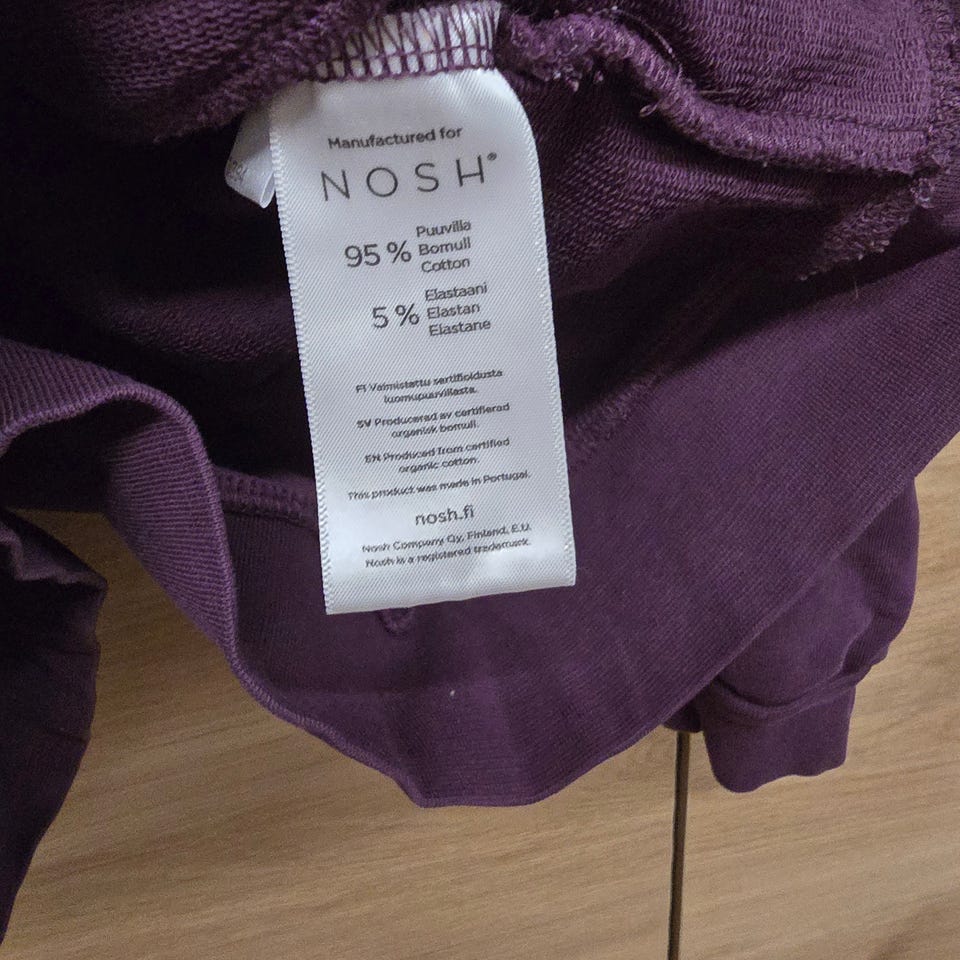 Manufactured for
NOSH®
95 % Puuvilla
Bomull
Cotton
5 % Elastaani
Elastan
Elastane
FI Valmistettu sertifioidusta
luomupuuvillasta.
SV Producerad av certifierad
organisk bomull.
EN Produced from certified
organic cotton.
This product was made in Portugal.
nosh.fi
Nosh Company Oy, Finland, E.U.
Nosh is a registered trademark.